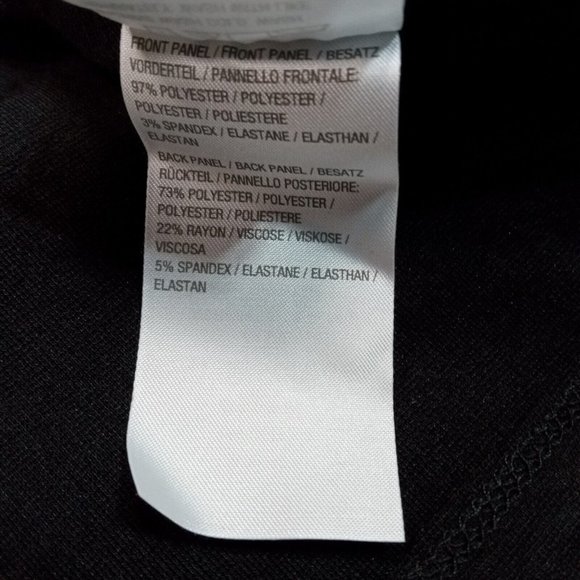 FRONT PANEL / FRONT PANEL / BESATZ
VORDERTEIL / PANNELLO FRONTALE:
97% POLYESTER / POLYESTER /
POLYESTER / POLIESTERE
3% SPANDEX / ELASTANE / ELASTHAN /
ELASTAN
BACK PANEL / BACK PANEL / BESATZ
RÜCKTEIL / PANNELLO POSTERIORE:
73% POLYESTER / POLYESTER /
POLYESTER / POLIESTERE
22% RAYON / VISCOSE / VISKOSE /
VISCOSA
5% SPANDEX / ELASTANE / ELASTHAN /
ELASTAN